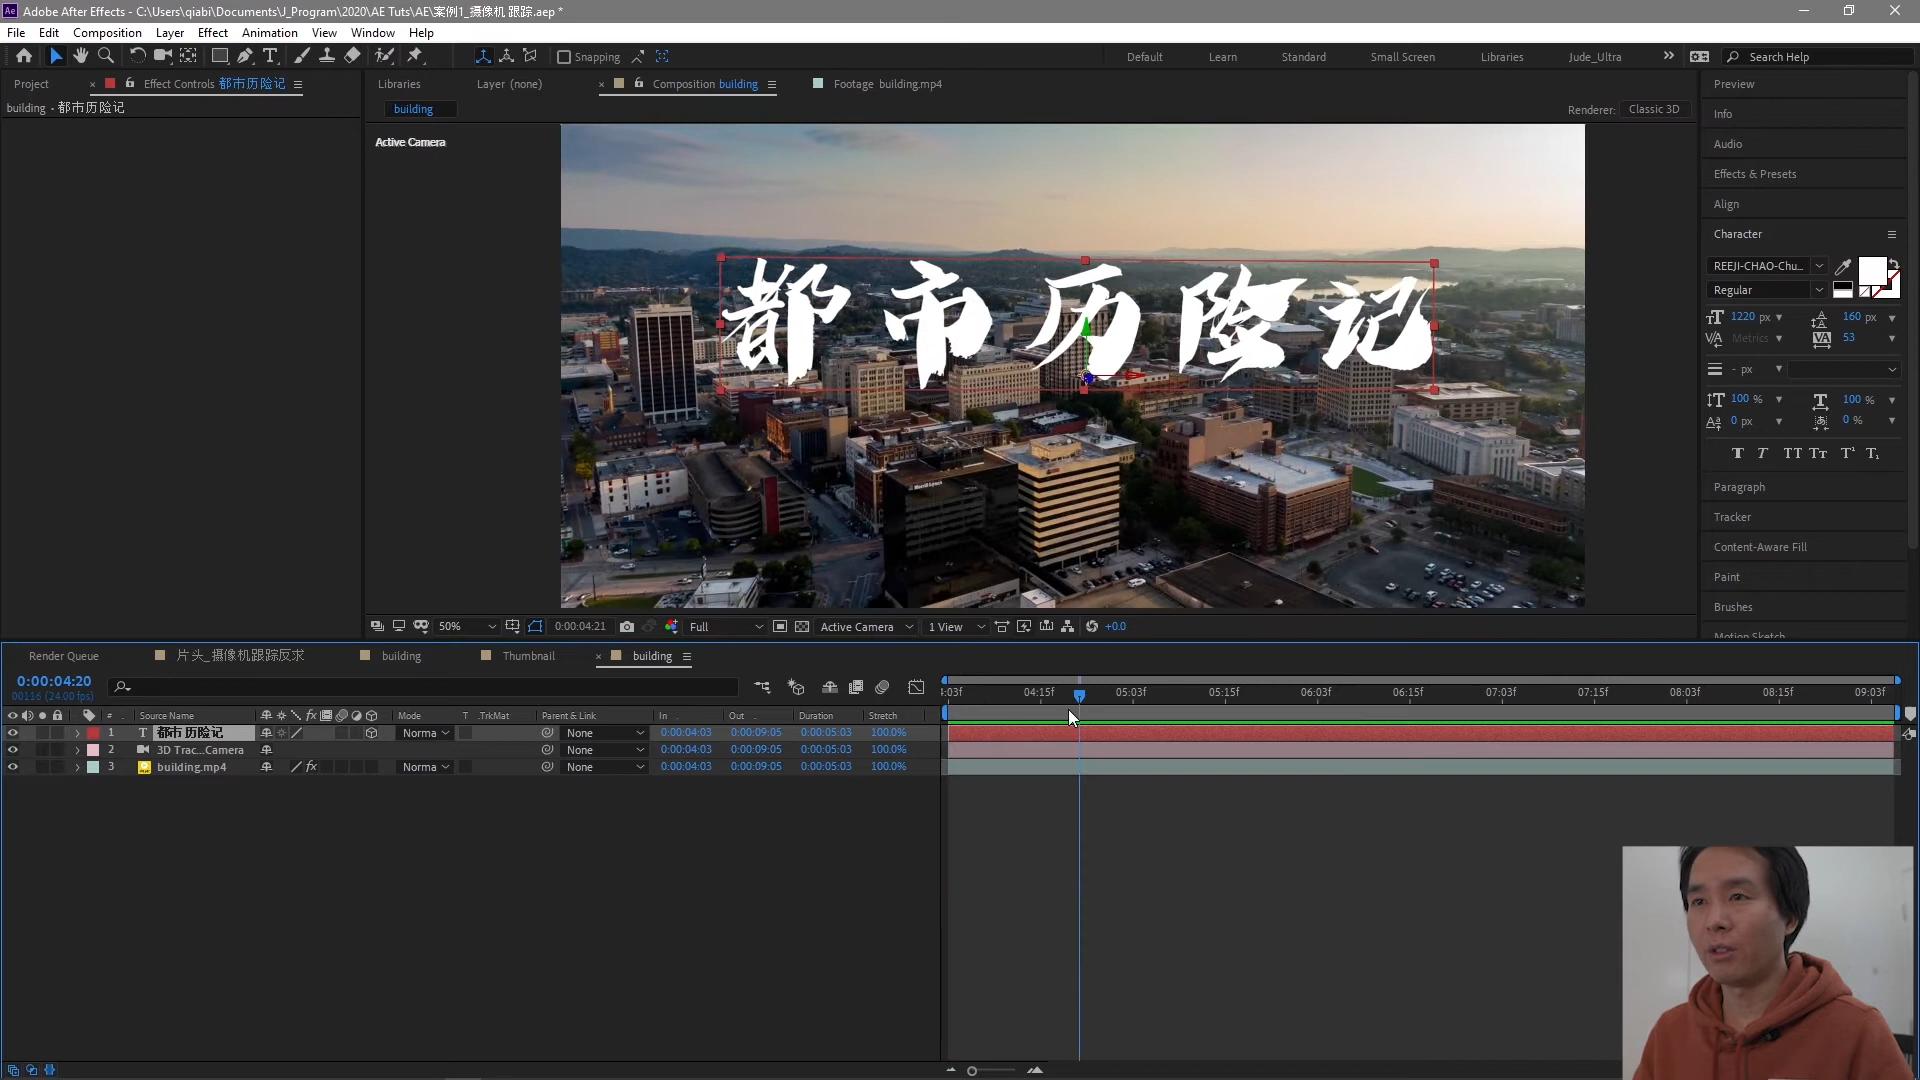 Adobe After Effects - C:\Users\qiabi\Documents\J_Program\2020\AE Tuts\AE\案例1_摄像机 跟踪.aep *
File Edit Composition Layer Effect Animation View Window Help
Snapping Default Learn Standard Small Screen Libraries Jude_Ultra Search Help
Project Effect Controls 都市历险记 Libraries Layer (none) Composition building Footage building.mp4
building - 都市历险记
building
Renderer: Classic 3D
Active Camera
都市历险记
Merrill Lynch
Preview
Info
Audio
Effects & Presets
Align
Character
REEJI-CHAO-Chu...
Regular
1220 px 160 px
Metrics 53
- px
100 % 100 %
0 px 0 %
Paragraph
Tracker
Content-Aware Fill
Paint
Brushes
Motion Sketch
50% 0:00:04:21 Full Active Camera 1 View +0.0
Render Queue 片头_摄像机跟踪反求 building Thumbnail building
0:00:04:20
00116 (24.00 fps)
4:03f 04:15f 05:03f 05:15f 06:03f 06:15f 07:03f 07:15f 08:03f 08:15f 09:03f
# Source Name Mode T .TrkMat Parent & Link In Out Duration Stretch
1 T 都市 历险记 Norma None 0:00:04:03 0:00:09:05 0:00:05:03 100.0%
2 3D Trac...Camera None 0:00:04:03 0:00:09:05 0:00:05:03 100.0%
3 building.mp4 Norma None 0:00:04:03 0:00:09:05 0:00:05:03 100.0%